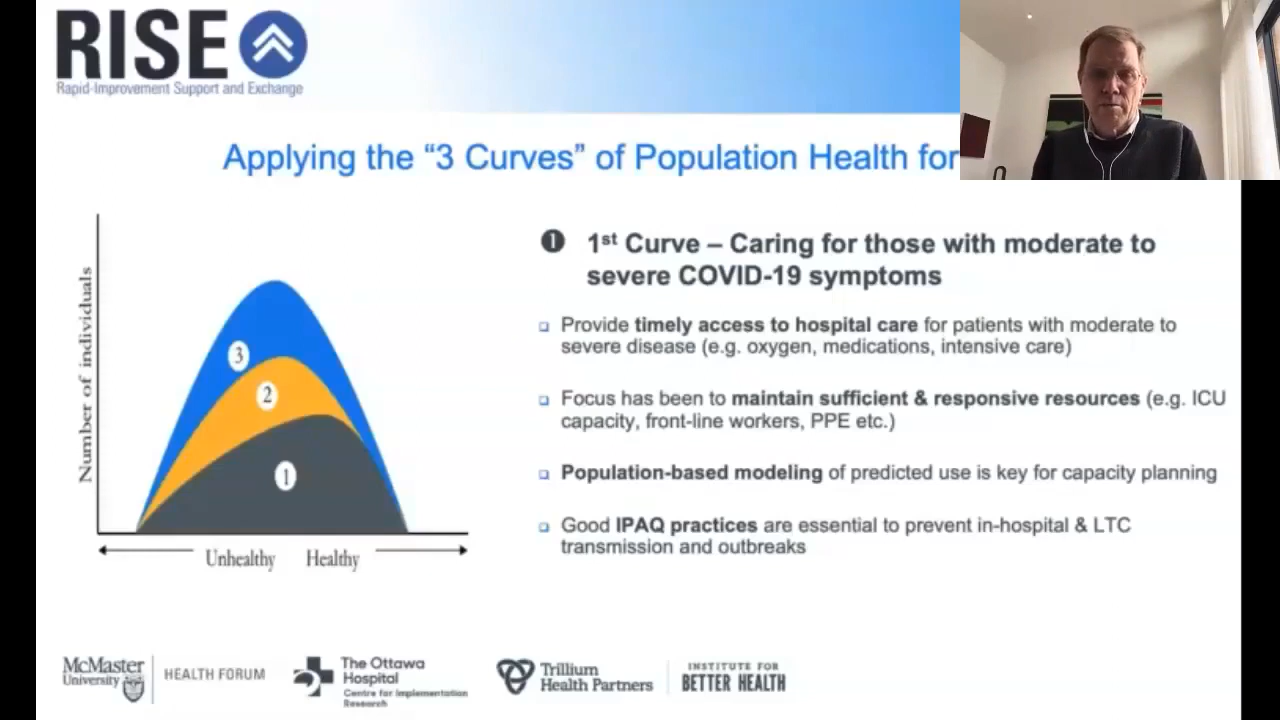 RISE
Rapid-Improvement Support and Exchange
Applying the “3 Curves” of Population Health for
Number of individuals
3
2
1
Unhealthy Healthy
1 1st Curve – Caring for those with moderate to
severe COVID-19 symptoms
Provide timely access to hospital care for patients with moderate to
severe disease (e.g. oxygen, medications, intensive care)
Focus has been to maintain sufficient & responsive resources (e.g. ICU
capacity, front-line workers, PPE etc.)
Population-based modeling of predicted use is key for capacity planning
Good IPAQ practices are essential to prevent in-hospital & LTC
transmission and outbreaks
McMaster
University
HEALTH FORUM
The Ottawa
Hospital
Centre for Implementation
Research
Trillium
Health Partners
INSTITUTE FOR
BETTER HEALTH